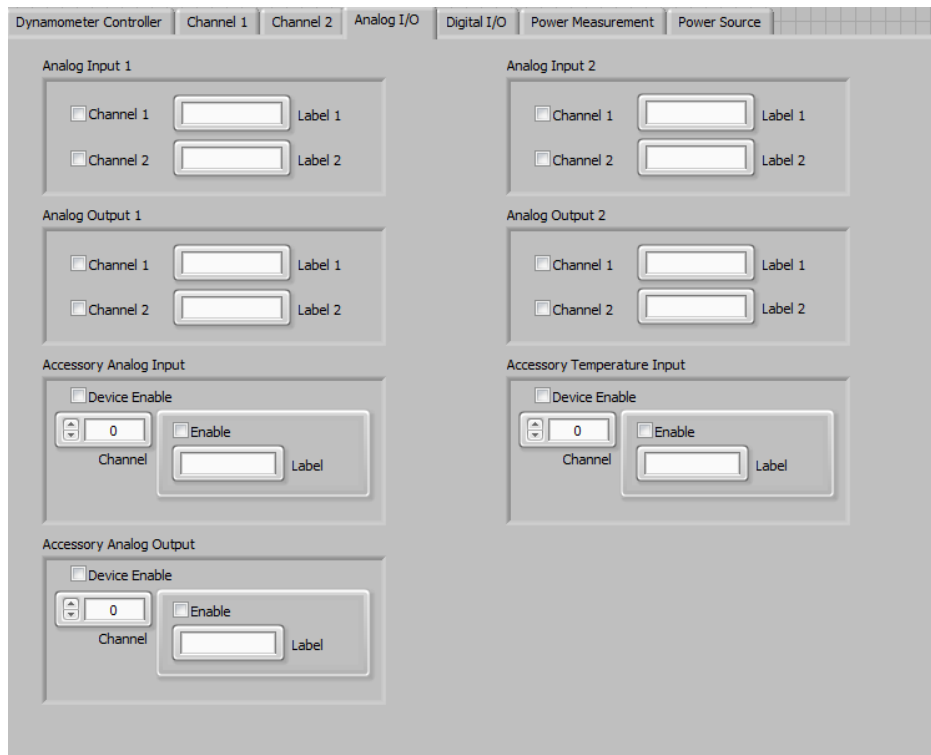 Dynamometer Controller Channel 1 Channel 2 Analog I/O Digital I/O Power Measurement Power Source
Analog Input 1
Channel 1 Label 1
Channel 2 Label 2
Analog Input 2
Channel 1 Label 1
Channel 2 Label 2
Analog Output 1
Channel 1 Label 1
Channel 2 Label 2
Analog Output 2
Channel 1 Label 1
Channel 2 Label 2
Accessory Analog Input
Device Enable
0 Enable
Channel Label
Accessory Temperature Input
Device Enable
0 Enable
Channel Label
Accessory Analog Output
Device Enable
0 Enable
Channel Label